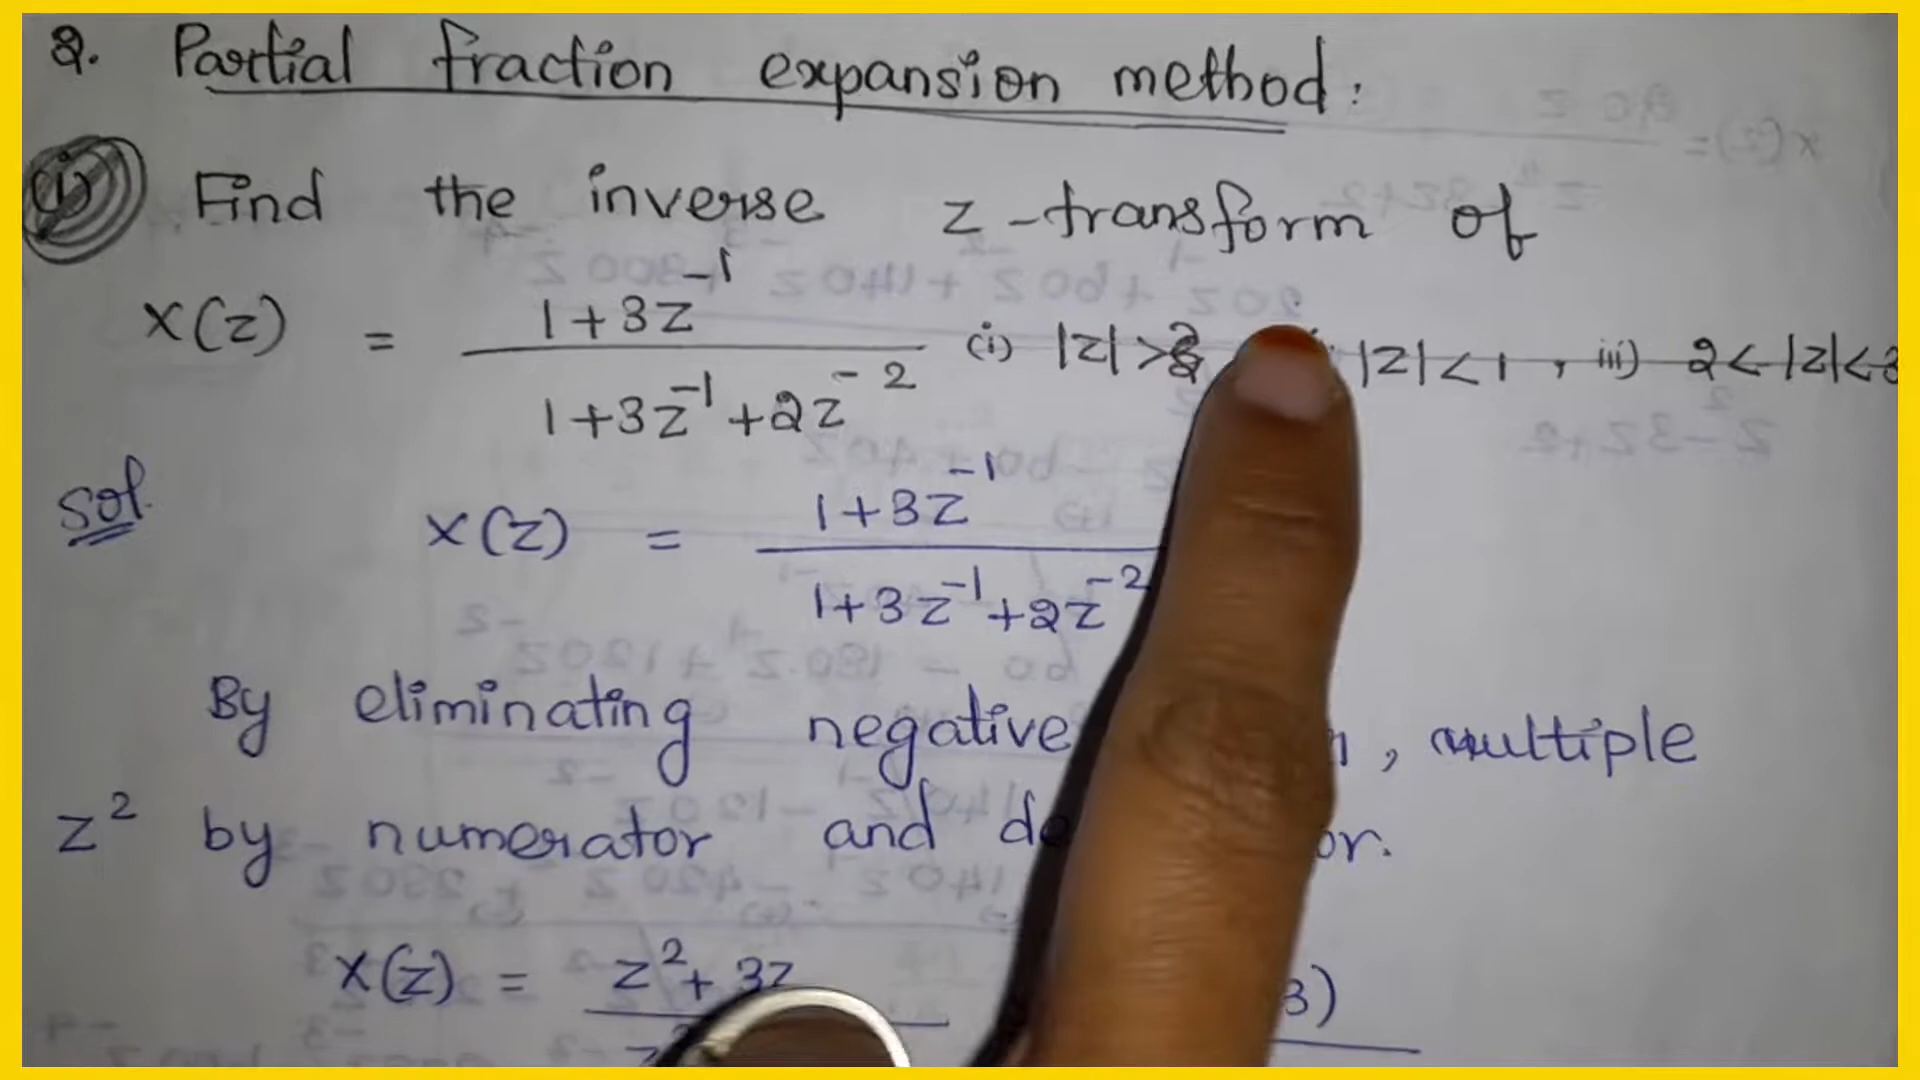 2. Partial fraction expansion method:
(i) Find the inverse z-transform of
X(z) = 1+3z^-1 / 1+3z^-1+2z^-2 (i) |z|>2 |z|<1, iii) 2<|z|<3
Sol. X(z) = 1+3z^-1 / 1+3z^-1+2z^-2
By eliminating negative , multiple
z^2 by numerator and
X(z) = z^2+3z